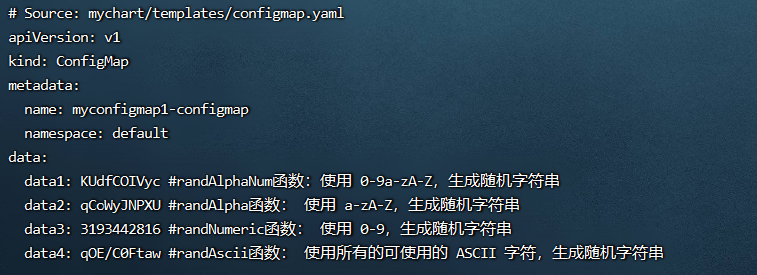 # Source: mychart/templates/configmap.yaml
apiVersion: v1
kind: ConfigMap
metadata:
  name: myconfigmap1-configmap
  namespace: default
data:
  data1: KUdfCOIVyc #randAlphaNum函数：使用 0-9a-zA-Z，生成随机字符串
  data2: qCoWyJNPXU #randAlpha函数： 使用 a-zA-Z，生成随机字符串
  data3: 3193442816 #randNumeric函数： 使用 0-9，生成随机字符串
  data4: qOE/C0Ftaw #randAscii函数： 使用所有的可使用的 ASCII 字符，生成随机字符串